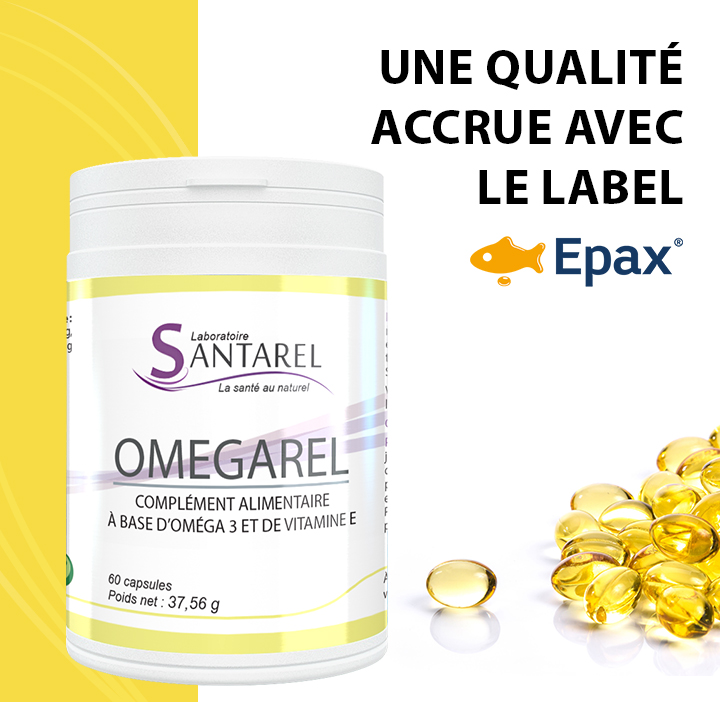 UNE QUALITÉ
ACCRUE AVEC
LE LABEL
Epax®
Laboratoire
SANTAREL
La santé au naturel
OMEGAREL
COMPLÉMENT ALIMENTAIRE
À BASE D'OMÉGA 3 ET DE VITAMINE E
60 capsules
Poids net : 37,56 g